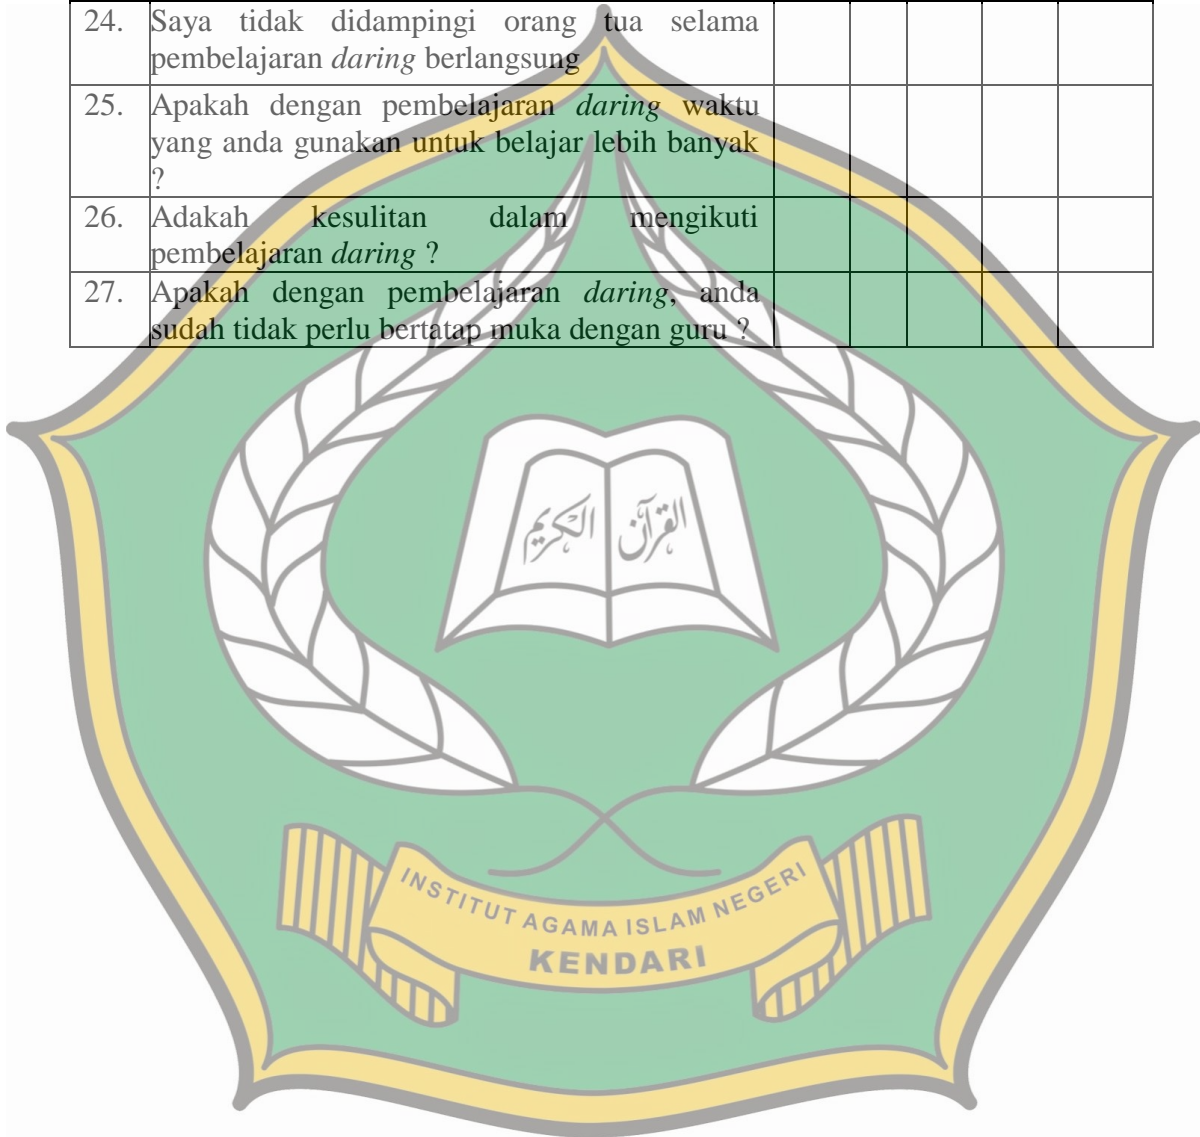 24. Saya tidak didampingi orang tua selama
pembelajaran daring berlangsung
25. Apakah dengan pembelajaran daring waktu
yang anda gunakan untuk belajar lebih banyak
?
26. Adakah kesulitan dalam mengikuti
pembelajaran daring ?
27. Apakah dengan pembelajaran daring, anda
sudah tidak perlu bertatap muka dengan guru ?
القرآن الكريم
INSTITUT AGAMA ISLAM NEGERI
KENDARI